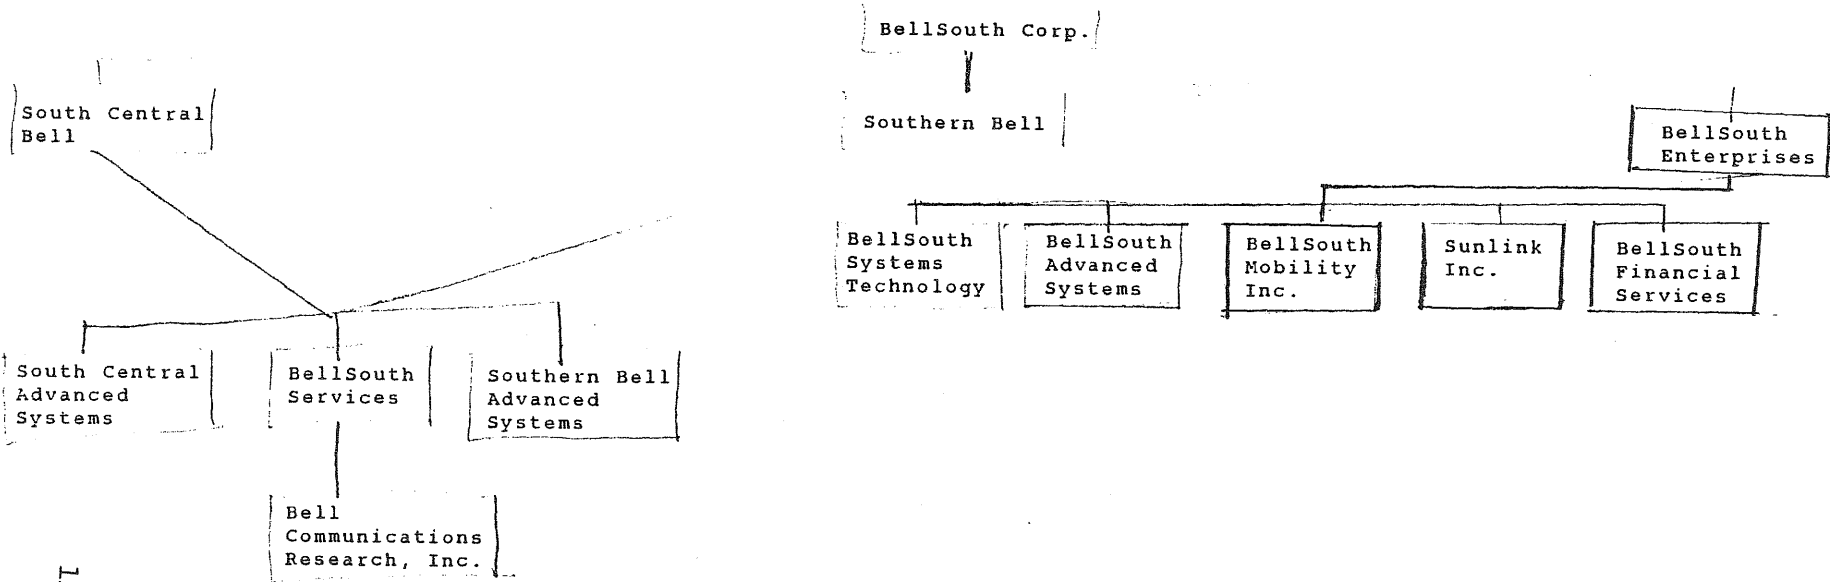 BellSouth Corp.
South Central
Bell
Southern Bell
BellSouth
Enterprises
BellSouth
Systems
Technology
BellSouth
Advanced
Systems
BellSouth
Mobility
Inc.
Sunlink
Inc.
BellSouth
Financial
Services
South Central
Advanced
Systems
BellSouth
Services
Southern Bell
Advanced
Systems
Bell
Communications
Research, Inc.
1